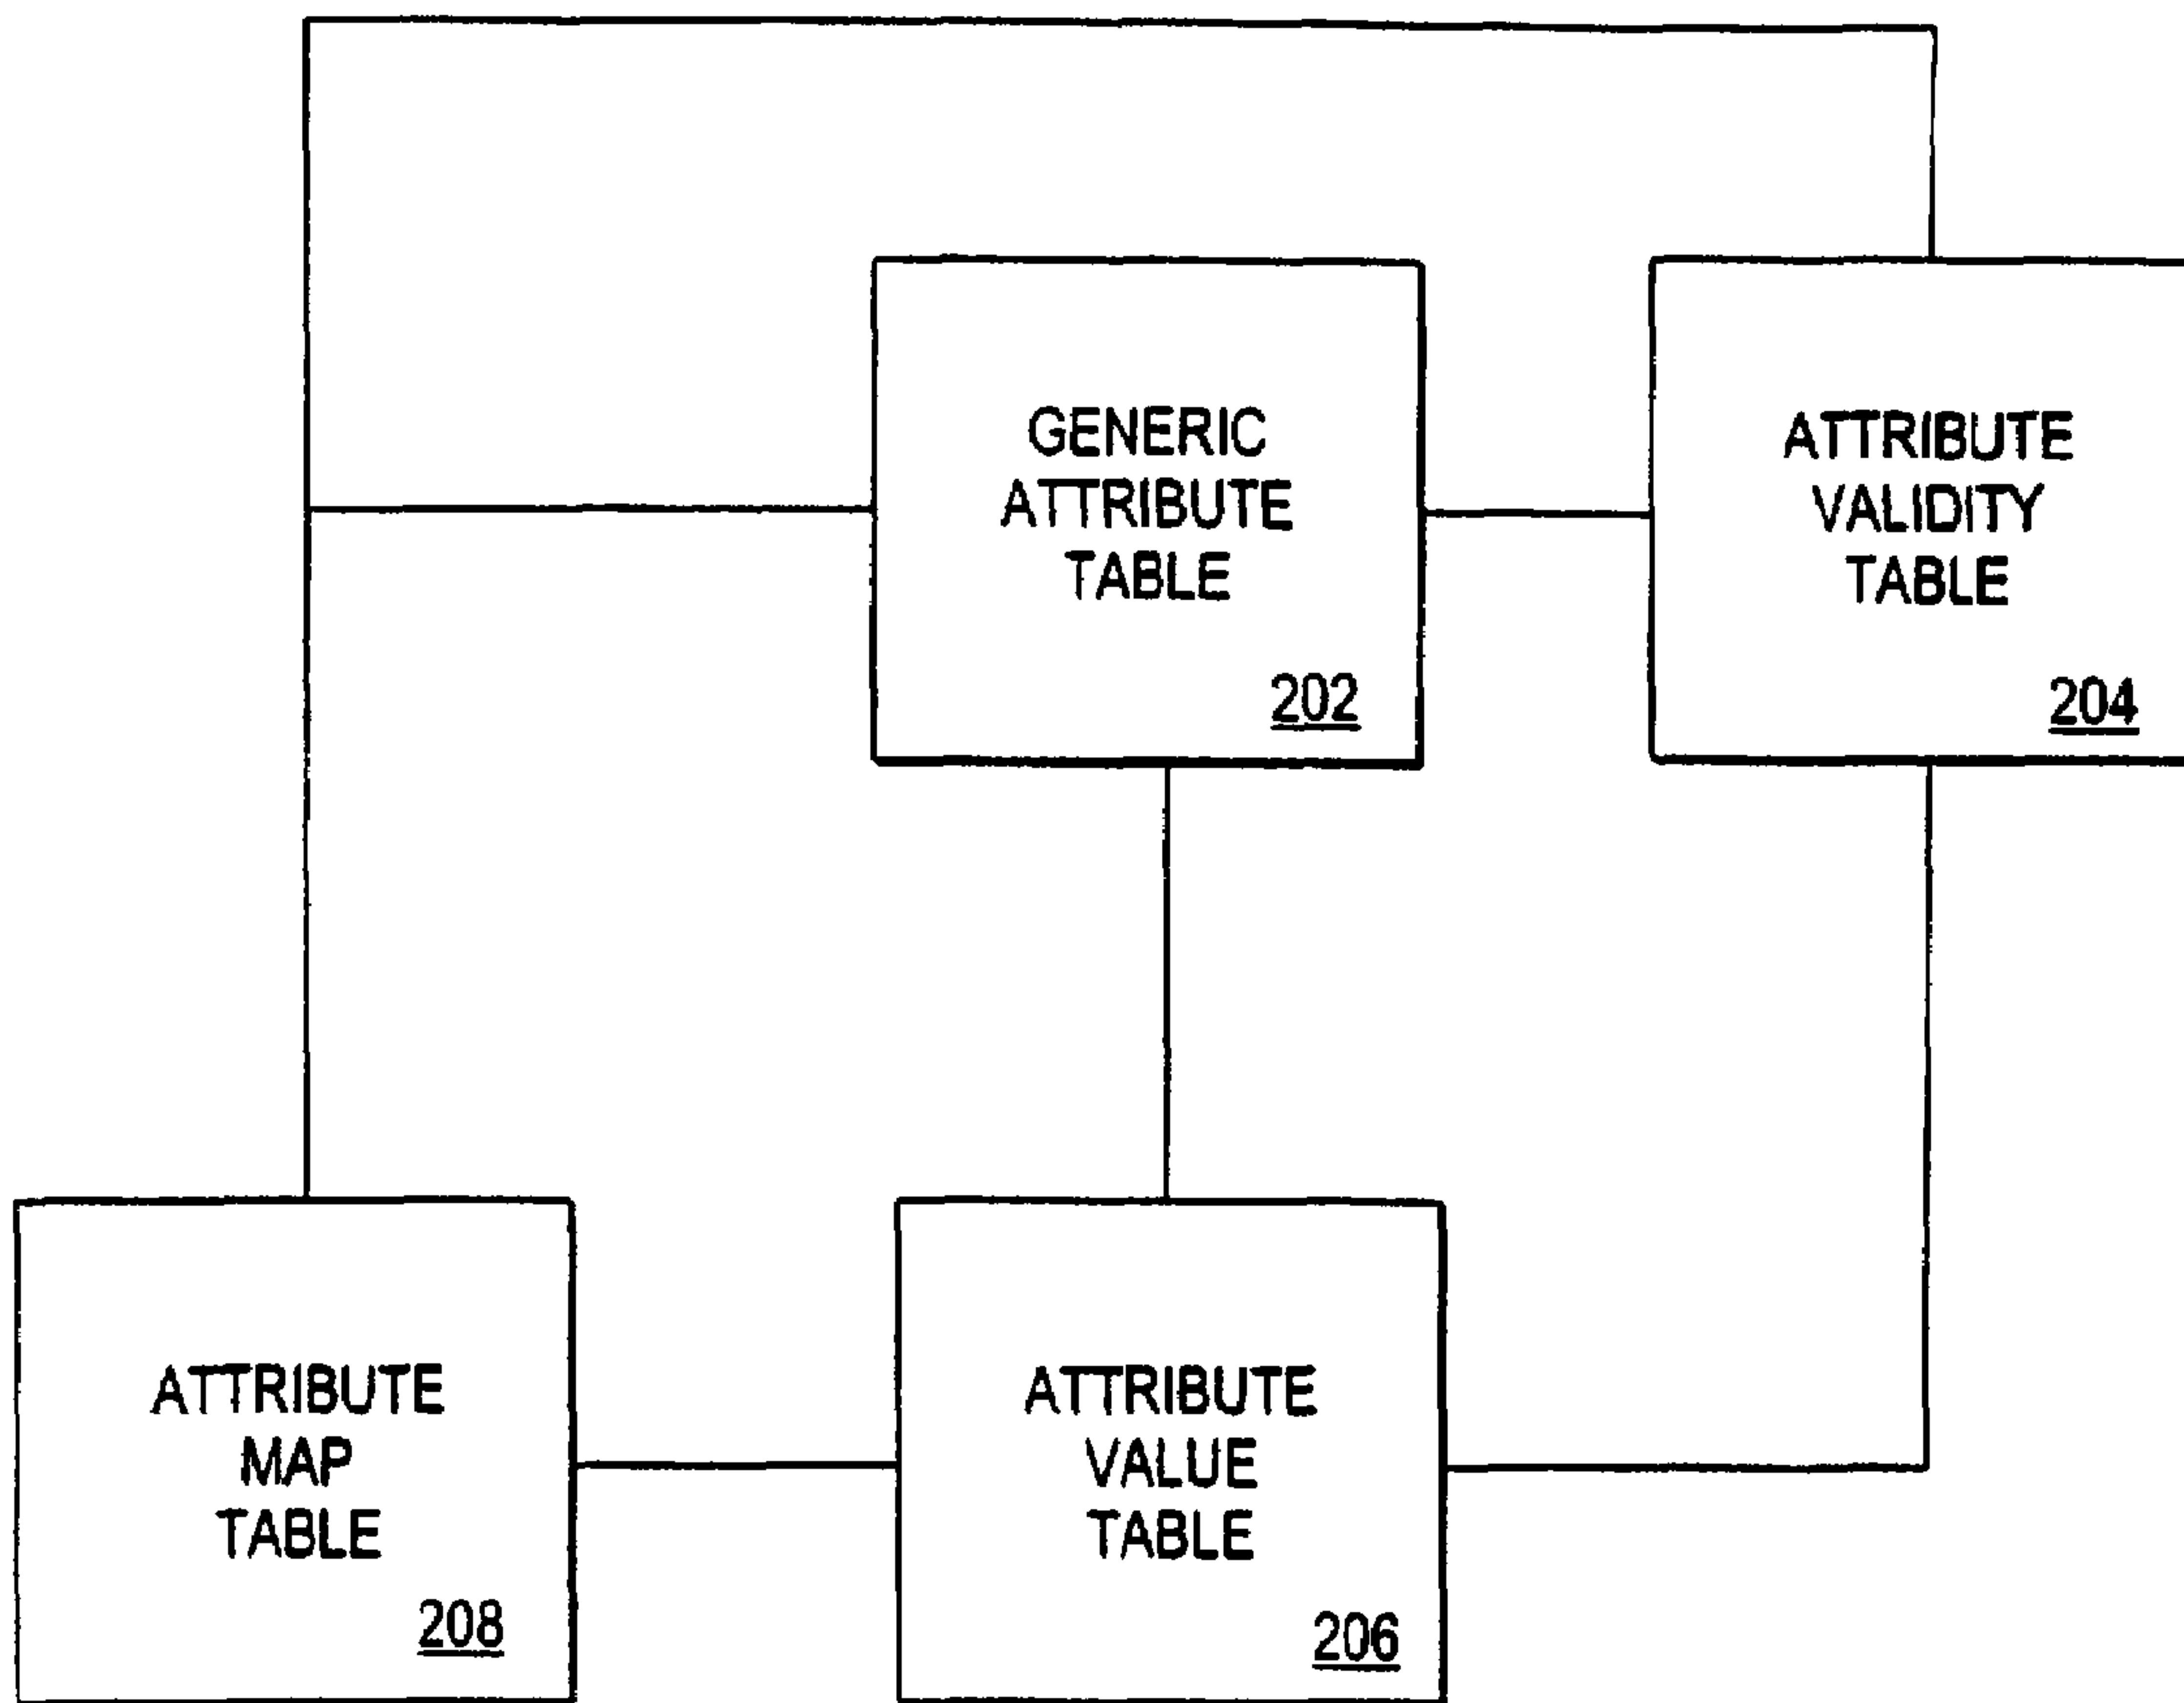 GENERIC
ATTRIBUTE
TABLE
202
ATTRIBUTE
VALIDITY
TABLE
204
ATTRIBUTE
MAP
TABLE
208
ATTRIBUTE
VALUE
TABLE
206